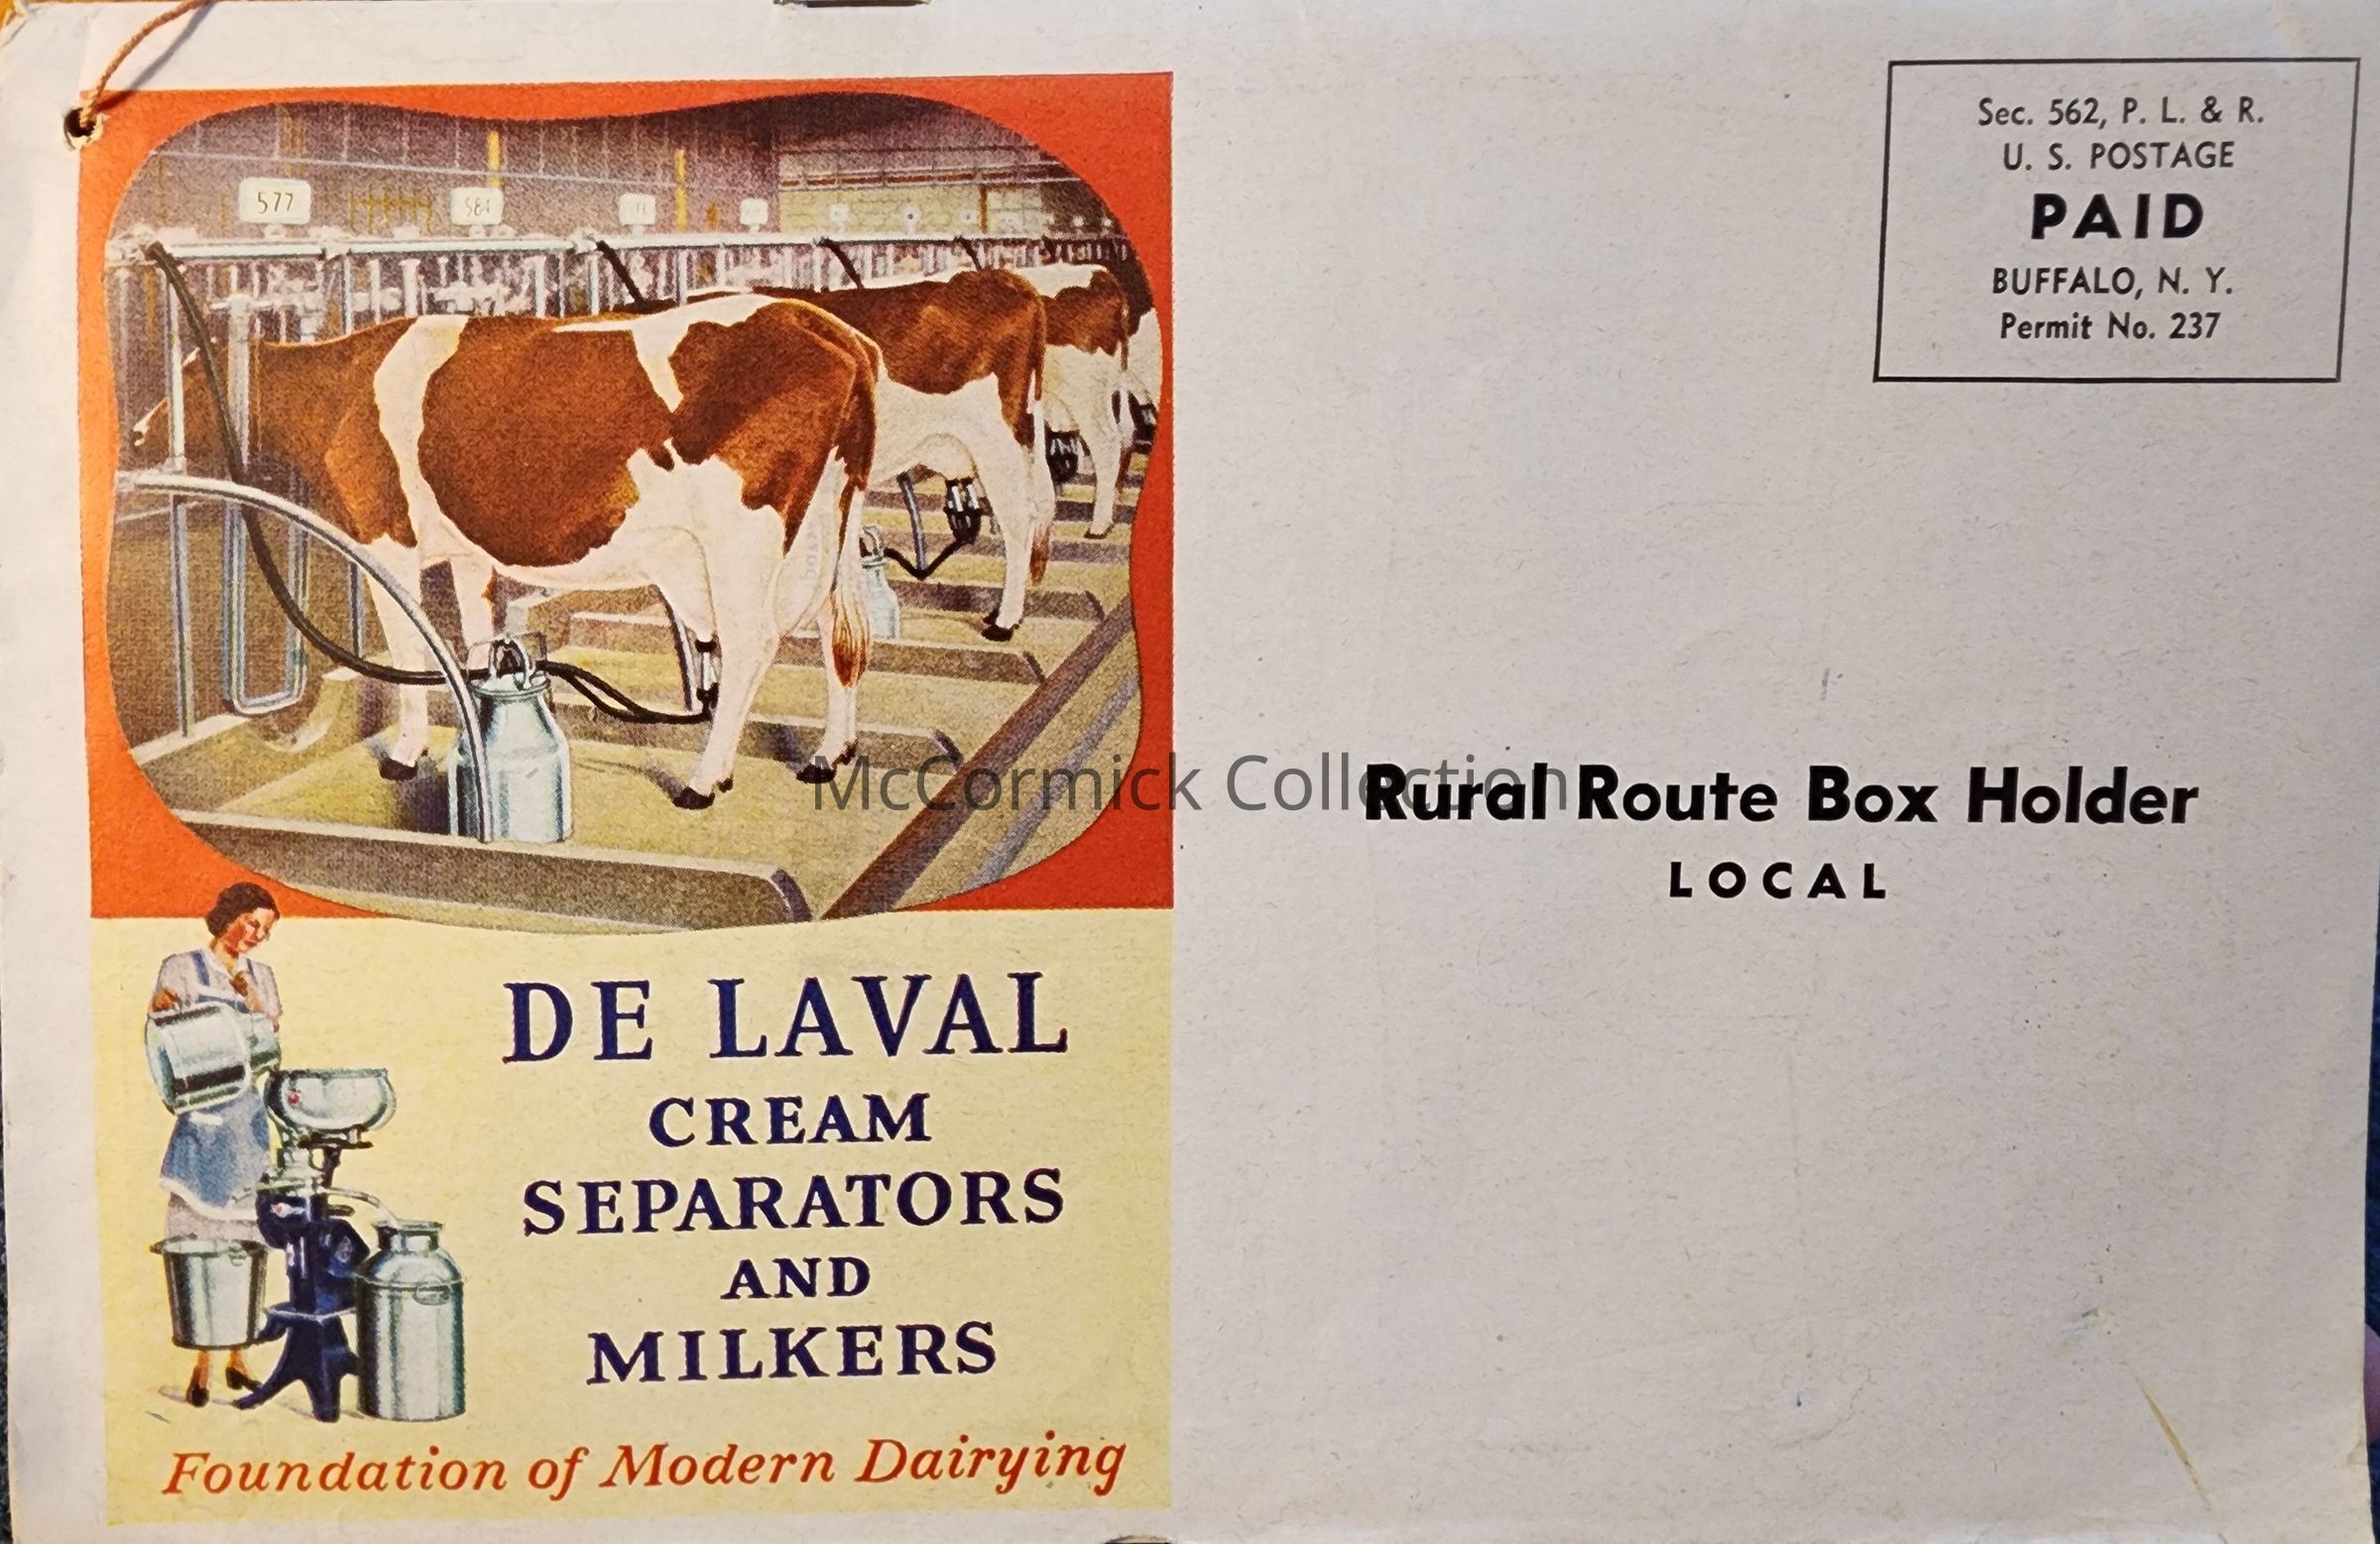 577
584
DE LAVAL
CREAM
SEPARATORS
AND
MILKERS
Foundation of Modern Dairying
Sec. 562, P. L. & R.
U. S. POSTAGE
PAID
BUFFALO, N. Y.
Permit No. 237
McCormick Collection
Rural Route Box Holder
LOCAL